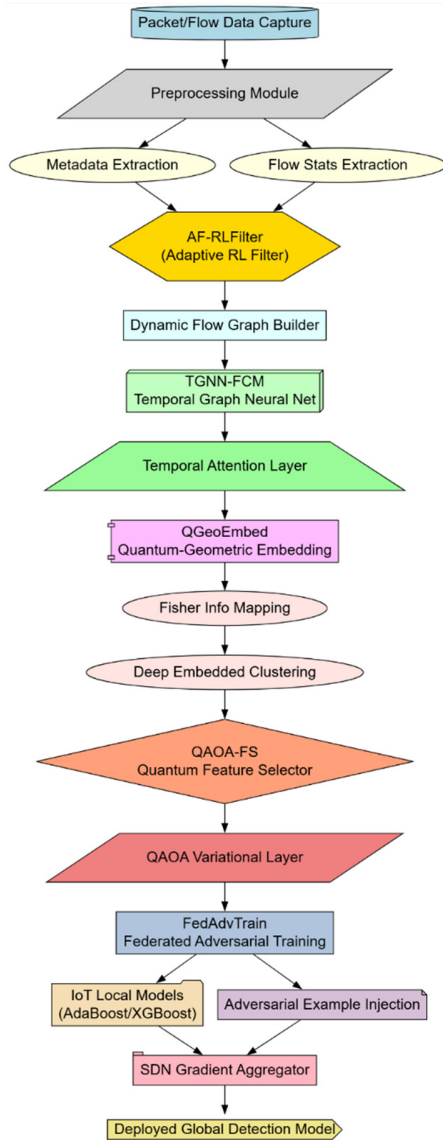 Packet/Flow Data Capture
Preprocessing Module
Metadata Extraction
Flow Stats Extraction
AF-RLFilter
(Adaptive RL Filter)
Dynamic Flow Graph Builder
TGNN-FCM
Temporal Graph Neural Net
Temporal Attention Layer
QGeoEmbed
Quantum-Geometric Embedding
Fisher Info Mapping
Deep Embedded Clustering
QAOA-FS
Quantum Feature Selector
QAOA Variational Layer
FedAdvTrain
Federated Adversarial Training
IoT Local Models
(AdaBoost/XGBoost)
Adversarial Example Injection
SDN Gradient Aggregator
Deployed Global Detection Model